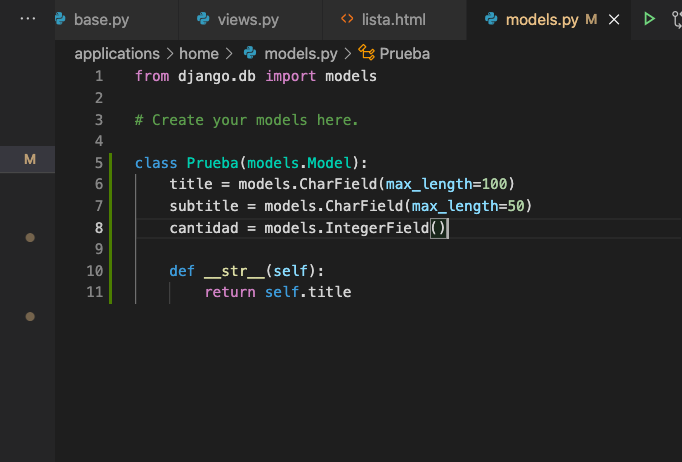 ... base.py views.py <> lista.html models.py M ×
applications > home > models.py > Prueba
1 from django.db import models
2
3 # Create your models here.
4
M
5 class Prueba(models.Model):
6     title = models.CharField(max_length=100)
7     subtitle = models.CharField(max_length=50)
8     cantidad = models.IntegerField()
9
10     def __str__(self):
11         return self.title